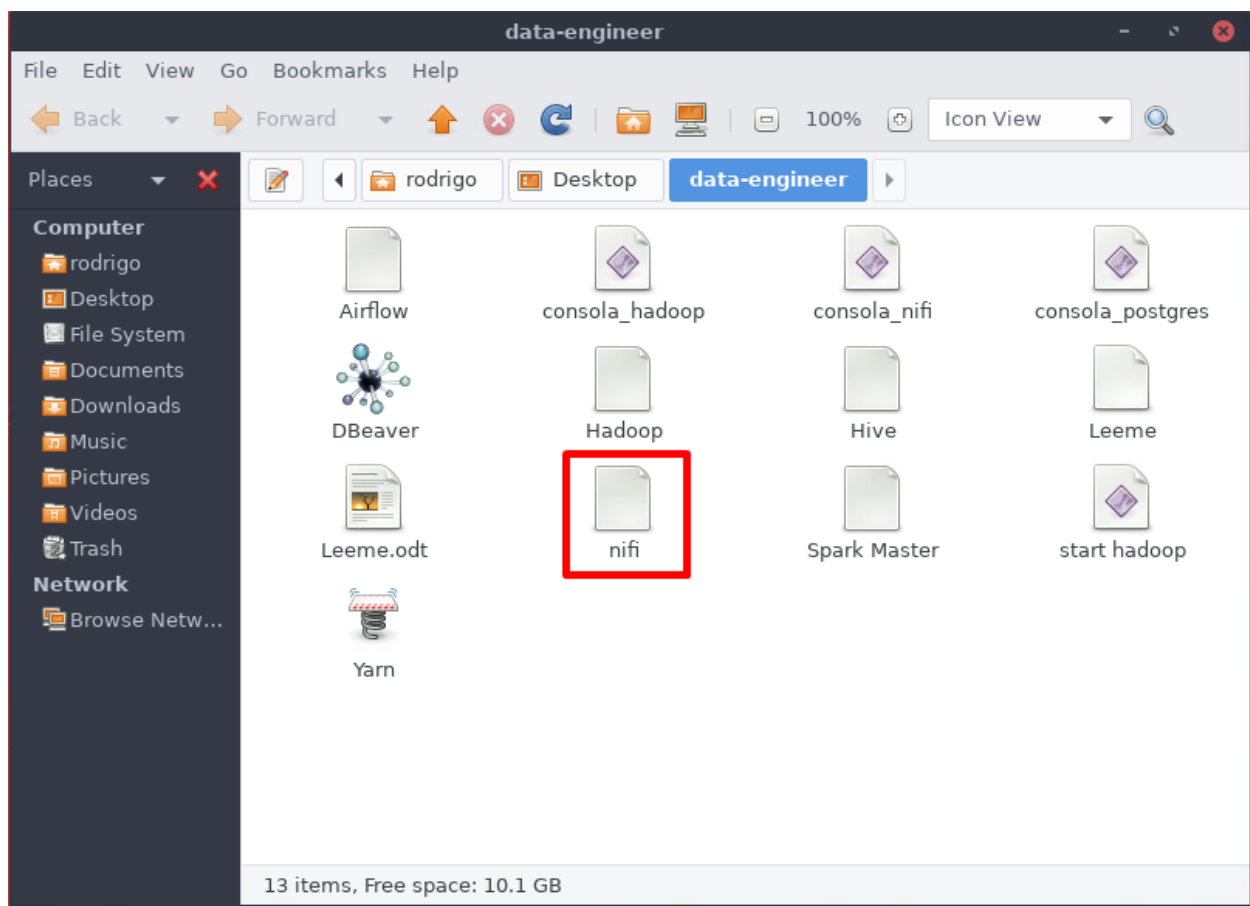 data-engineer
File Edit View Go Bookmarks Help
Back Forward 100% Icon View
Places rodrigo Desktop data-engineer
Computer
rodrigo
Desktop
File System
Documents
Downloads
Music
Pictures
Videos
Trash
Network
Browse Netw...
Airflow consola_hadoop consola_nifi consola_postgres
DBeaver Hadoop Hive Leeme
Leeme.odt nifi Spark Master start hadoop
Yarn
13 items, Free space: 10.1 GB